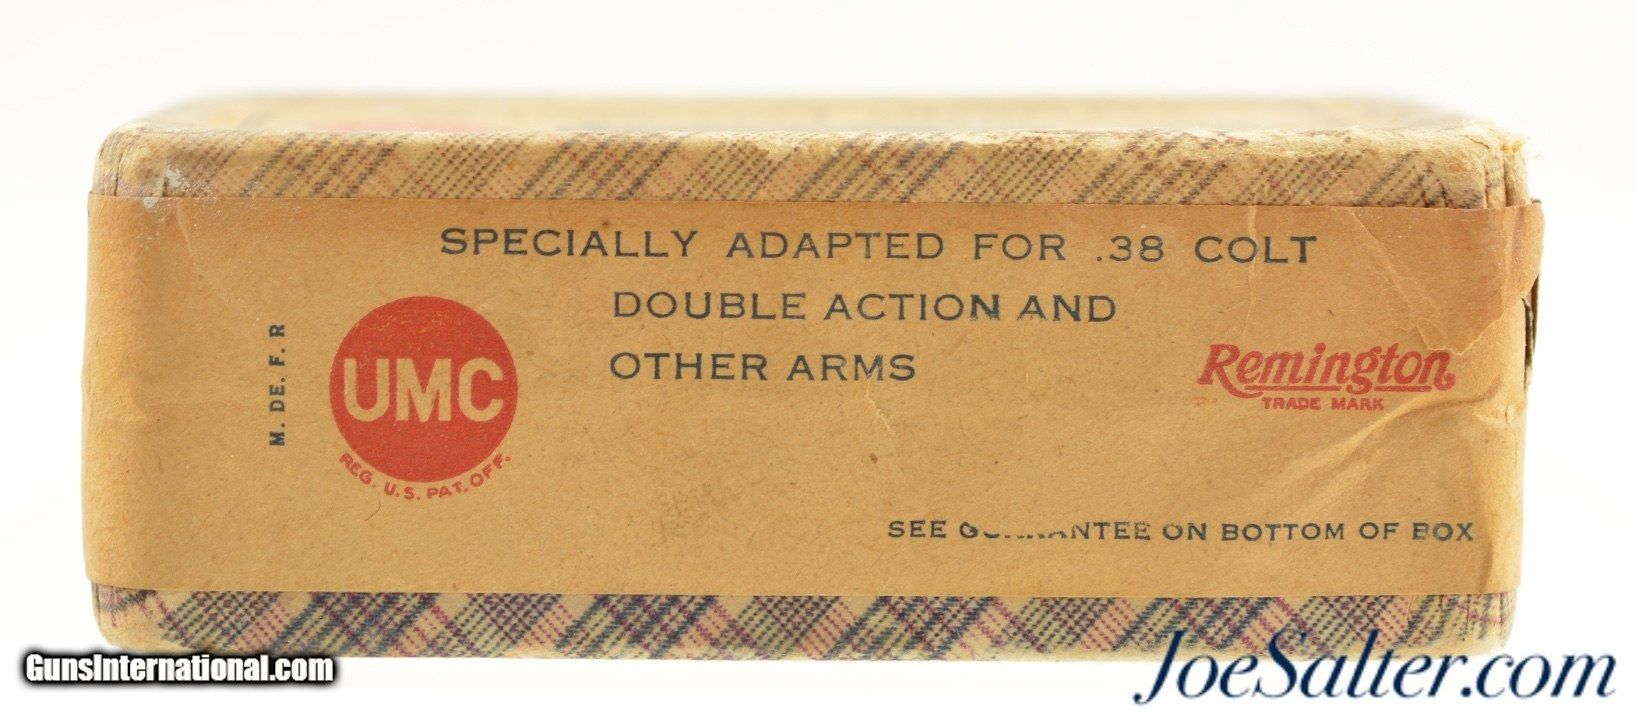 SPECIALLY ADAPTED FOR .38 COLT
DOUBLE ACTION AND
OTHER ARMS
M. DE. F. R
UMC
REG. U.S. PAT. OFF.
Remington
TRADE MARK
SEE GUARANTEE ON BOTTOM OF BOX
GunsInternational.com
JoeSalter.com